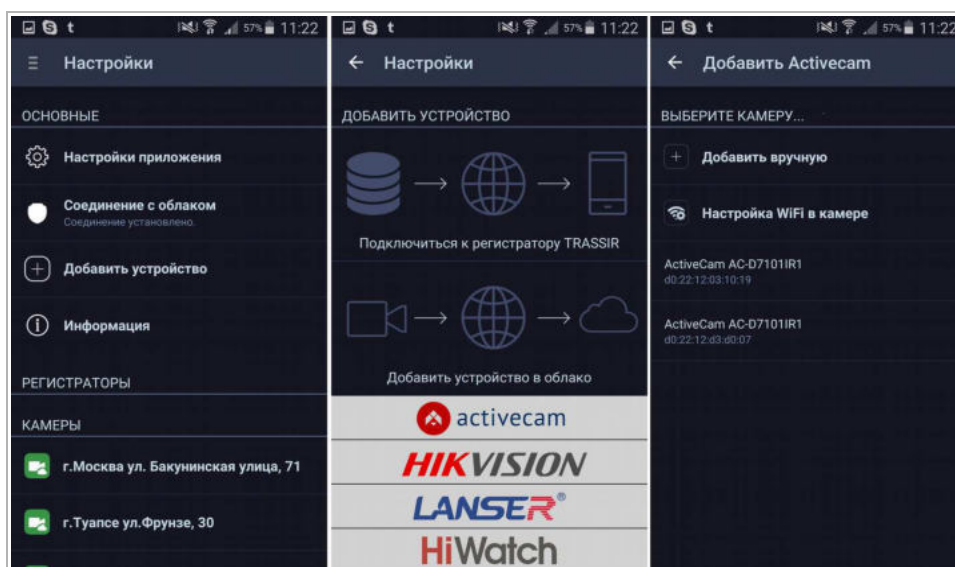 t 57% 11:22
Настройки
ОСНОВНЫЕ
Настройки приложения
Соединение с облаком
Соединение установлено.
Добавить устройство
Информация
РЕГИСТРАТОРЫ
КАМЕРЫ
г.Москва ул. Бакунинская улица, 71
г.Туапсе ул.Фрунзе, 30
t 57% 11:22
Настройки
ДОБАВИТЬ УСТРОЙСТВО
Подключиться к регистратору TRASSIR
Добавить устройство в облако
activecam
HIKVISION
LANSER®
HiWatch
t 57% 11:22
Добавить Activecam
ВЫБЕРИТЕ КАМЕРУ...
Добавить вручную
Настройка WiFi в камере
ActiveCam AC-D7101IR1
d0:22:12:03:10:19
ActiveCam AC-D7101IR1
d0:22:12:d3:d0:07